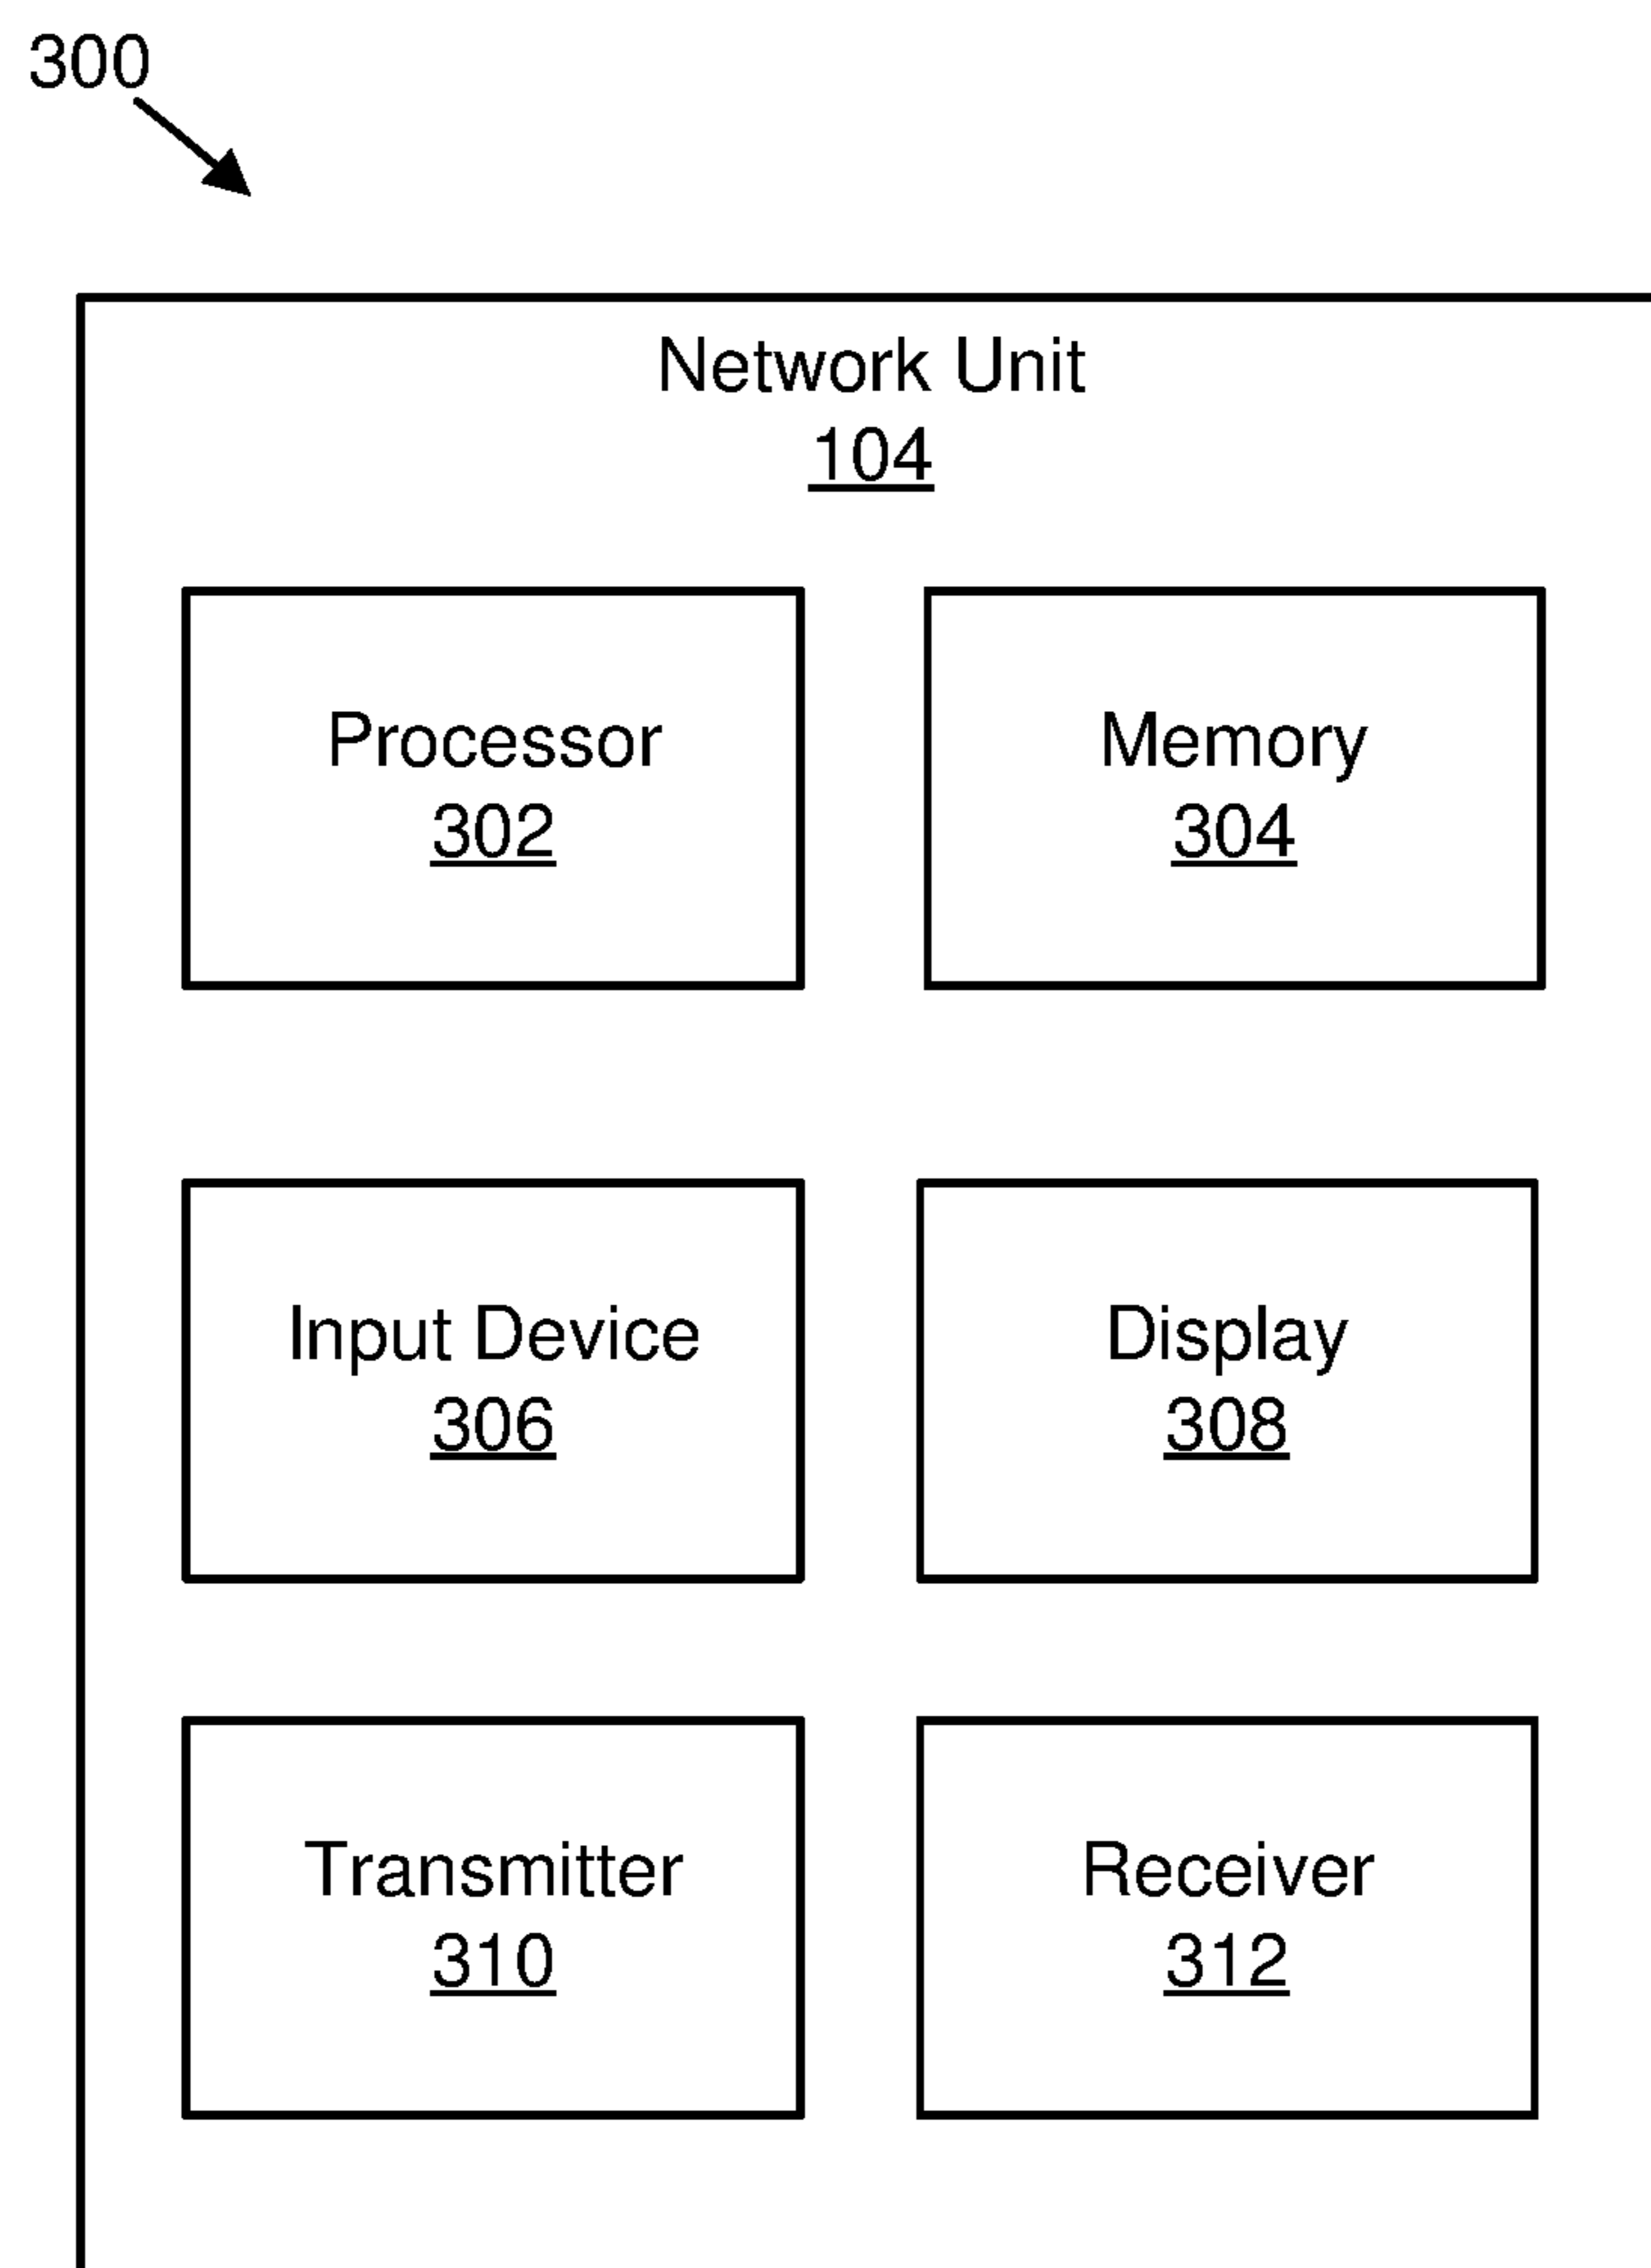 300
Network Unit
104
Processor
302
Memory
304
Input Device
306
Display
308
Transmitter
310
Receiver
312